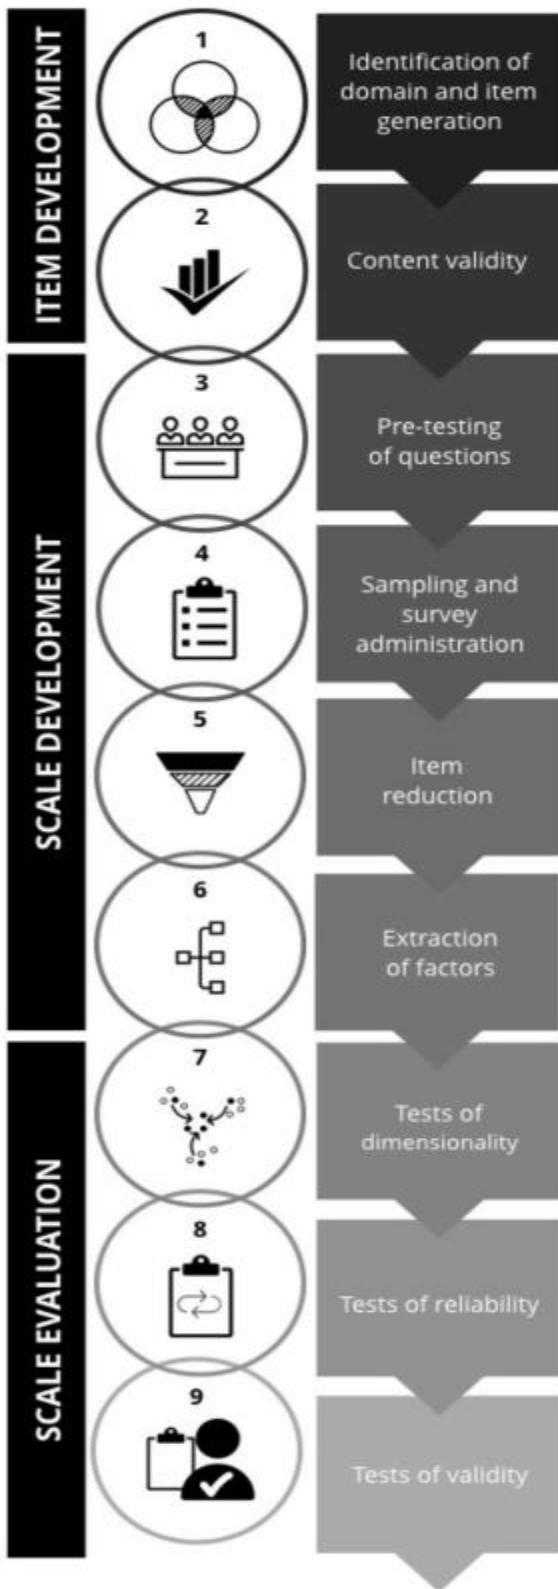 ITEM DEVELOPMENT
1
Identification of
domain and item
generation
2
Content validity
SCALE DEVELOPMENT
3
Pre-testing
of questions
4
Sampling and
survey
administration
5
Item
reduction
6
Extraction
of factors
SCALE EVALUATION
7
Tests of
dimensionality
8
Tests of reliability
9
Tests of validity